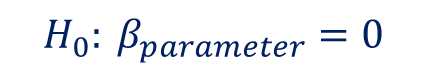 H₀: β_parameter = 0